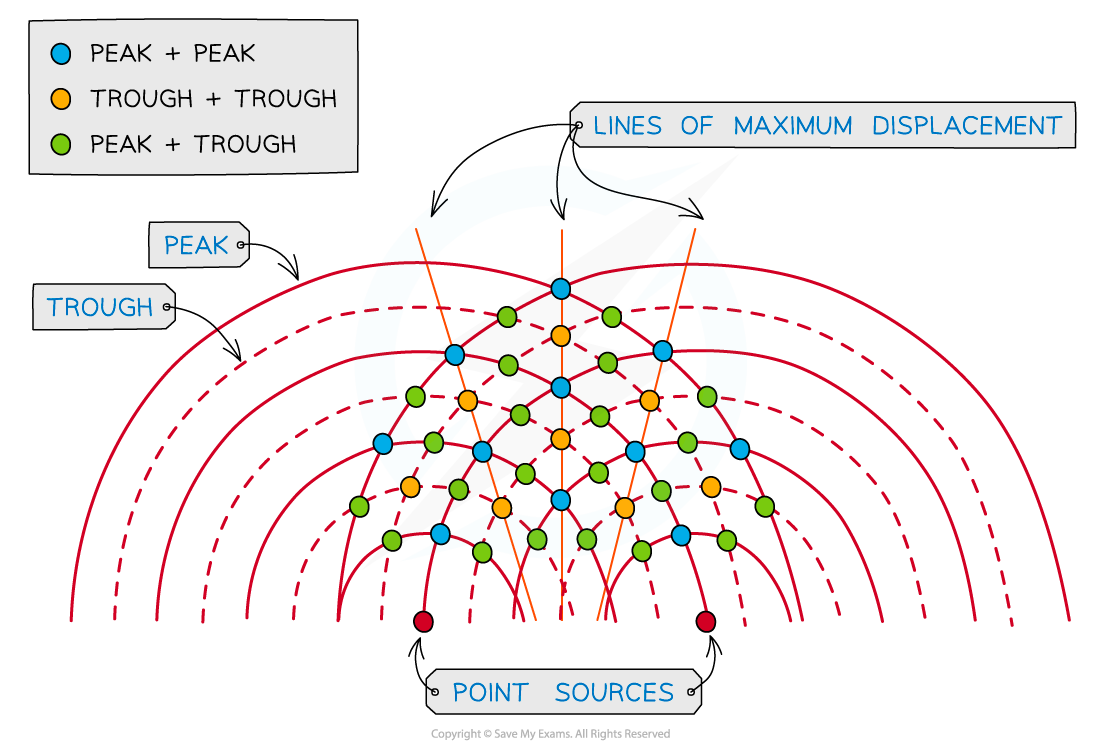 PEAK + PEAK
TROUGH + TROUGH
PEAK + TROUGH
LINES OF MAXIMUM DISPLACEMENT
PEAK
TROUGH
POINT SOURCES
Copyright © Save My Exams. All Rights Reserved